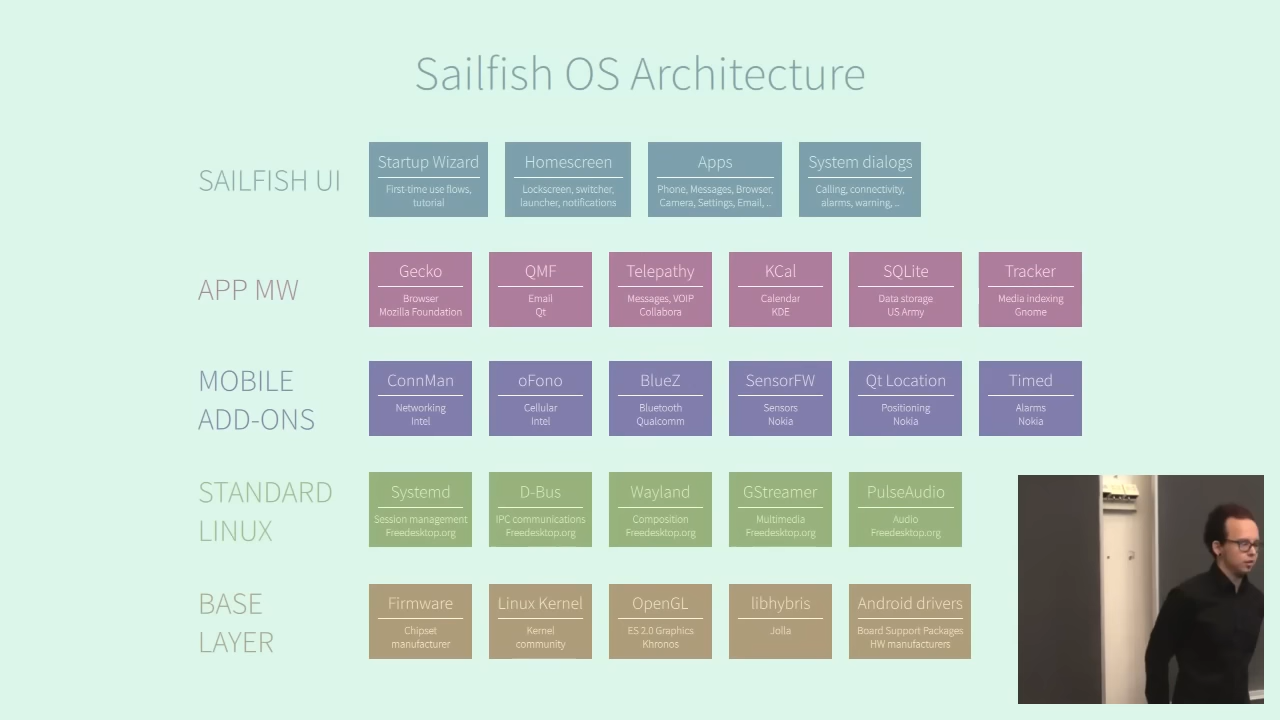 Sailfish OS Architecture
SAILFISH UI
Startup Wizard
First-time use flows,
tutorial
Homescreen
Lockscreen, switcher,
launcher, notifications
Apps
Phone, Messages, Browser,
Camera, Settings, Email, ..
System dialogs
Calling, connectivity,
alarms, warning, ..
APP MW
Gecko
Browser
Mozilla Foundation
QMF
Email
Qt
Telepathy
Messages, VOIP
Collabora
KCal
Calendar
KDE
SQLite
Data storage
US Army
Tracker
Media indexing
Gnome
MOBILE
ADD-ONS
ConnMan
Networking
Intel
oFono
Cellular
Intel
BlueZ
Bluetooth
Qualcomm
SensorFW
Sensors
Nokia
Qt Location
Positioning
Nokia
Timed
Alarms
Nokia
STANDARD
LINUX
Systemd
Session management
Freedesktop.org
D-Bus
IPC communications
Freedesktop.org
Wayland
Composition
Freedesktop.org
GStreamer
Multimedia
Freedesktop.org
PulseAudio
Audio
Freedesktop.org
BASE
LAYER
Firmware
Chipset
manufacturer
Linux Kernel
Kernel
community
OpenGL
ES 2.0 Graphics
Khronos
libhybris
Jolla
Android drivers
Board Support Packages
HW manufacturers